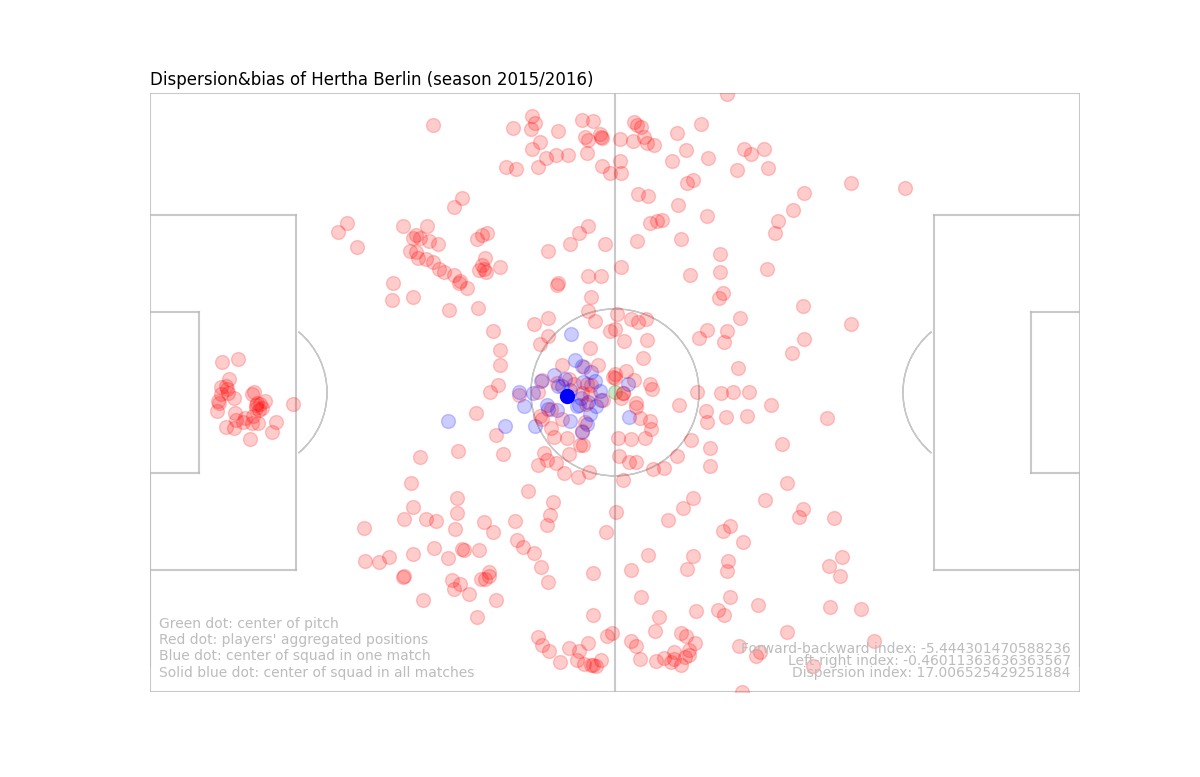 Dispersion&bias of Hertha Berlin (season 2015/2016)
Green dot: center of pitch
Red dot: players' aggregated positions
Blue dot: center of squad in one match
Solid blue dot: center of squad in all matches
Forward-backward index: -5.444301470588236
Left-right index: -0.46011363636363567
Dispersion index: 17.006525429251884